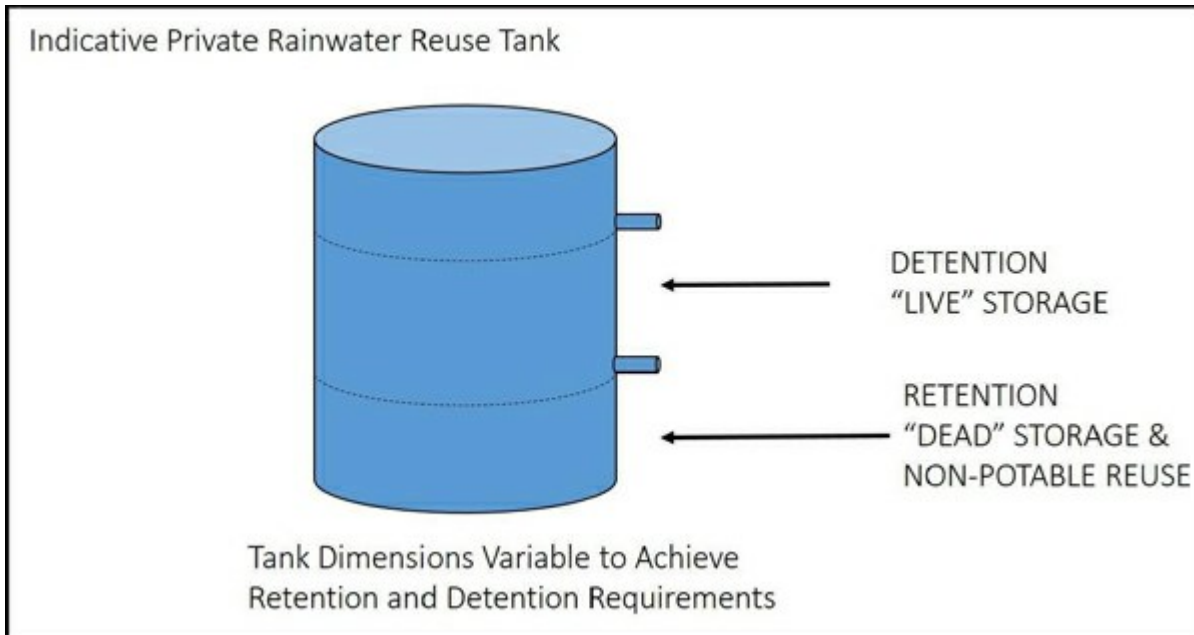 Indicative Private Rainwater Reuse Tank
DETENTION
“LIVE” STORAGE
RETENTION
“DEAD” STORAGE &
NON-POTABLE REUSE
Tank Dimensions Variable to Achieve
Retention and Detention Requirements